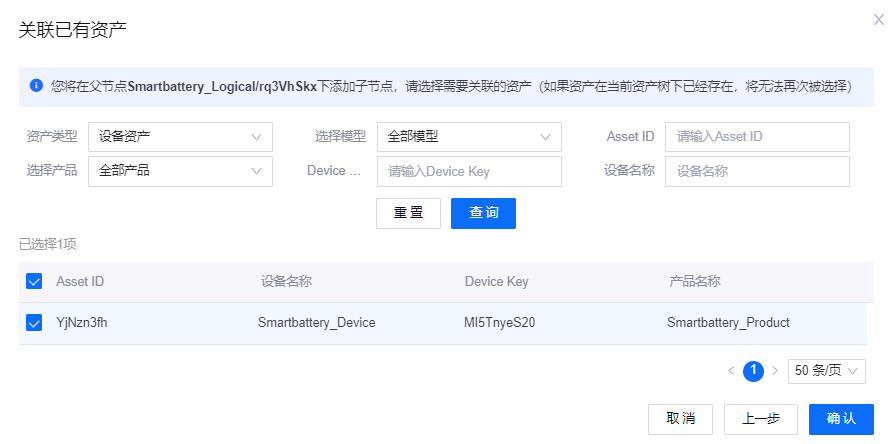 关联已有资产
您将在父节点Smartbattery_Logical/rq3VhSkx下添加子节点，请选择需要关联的资产（如果资产在当前资产树下已经存在，将无法再次被选择）
资产类型 设备资产 选择模型 全部模型 Asset ID 请输入Asset ID
选择产品 全部产品 Device ... 请输入Device Key 设备名称 设备名称
重置 查询
已选择1项
Asset ID 设备名称 Device Key 产品名称
YjNzn3fh Smartbattery_Device MI5TnyeS20 Smartbattery_Product
1 50 条/页
取消 上一步 确认